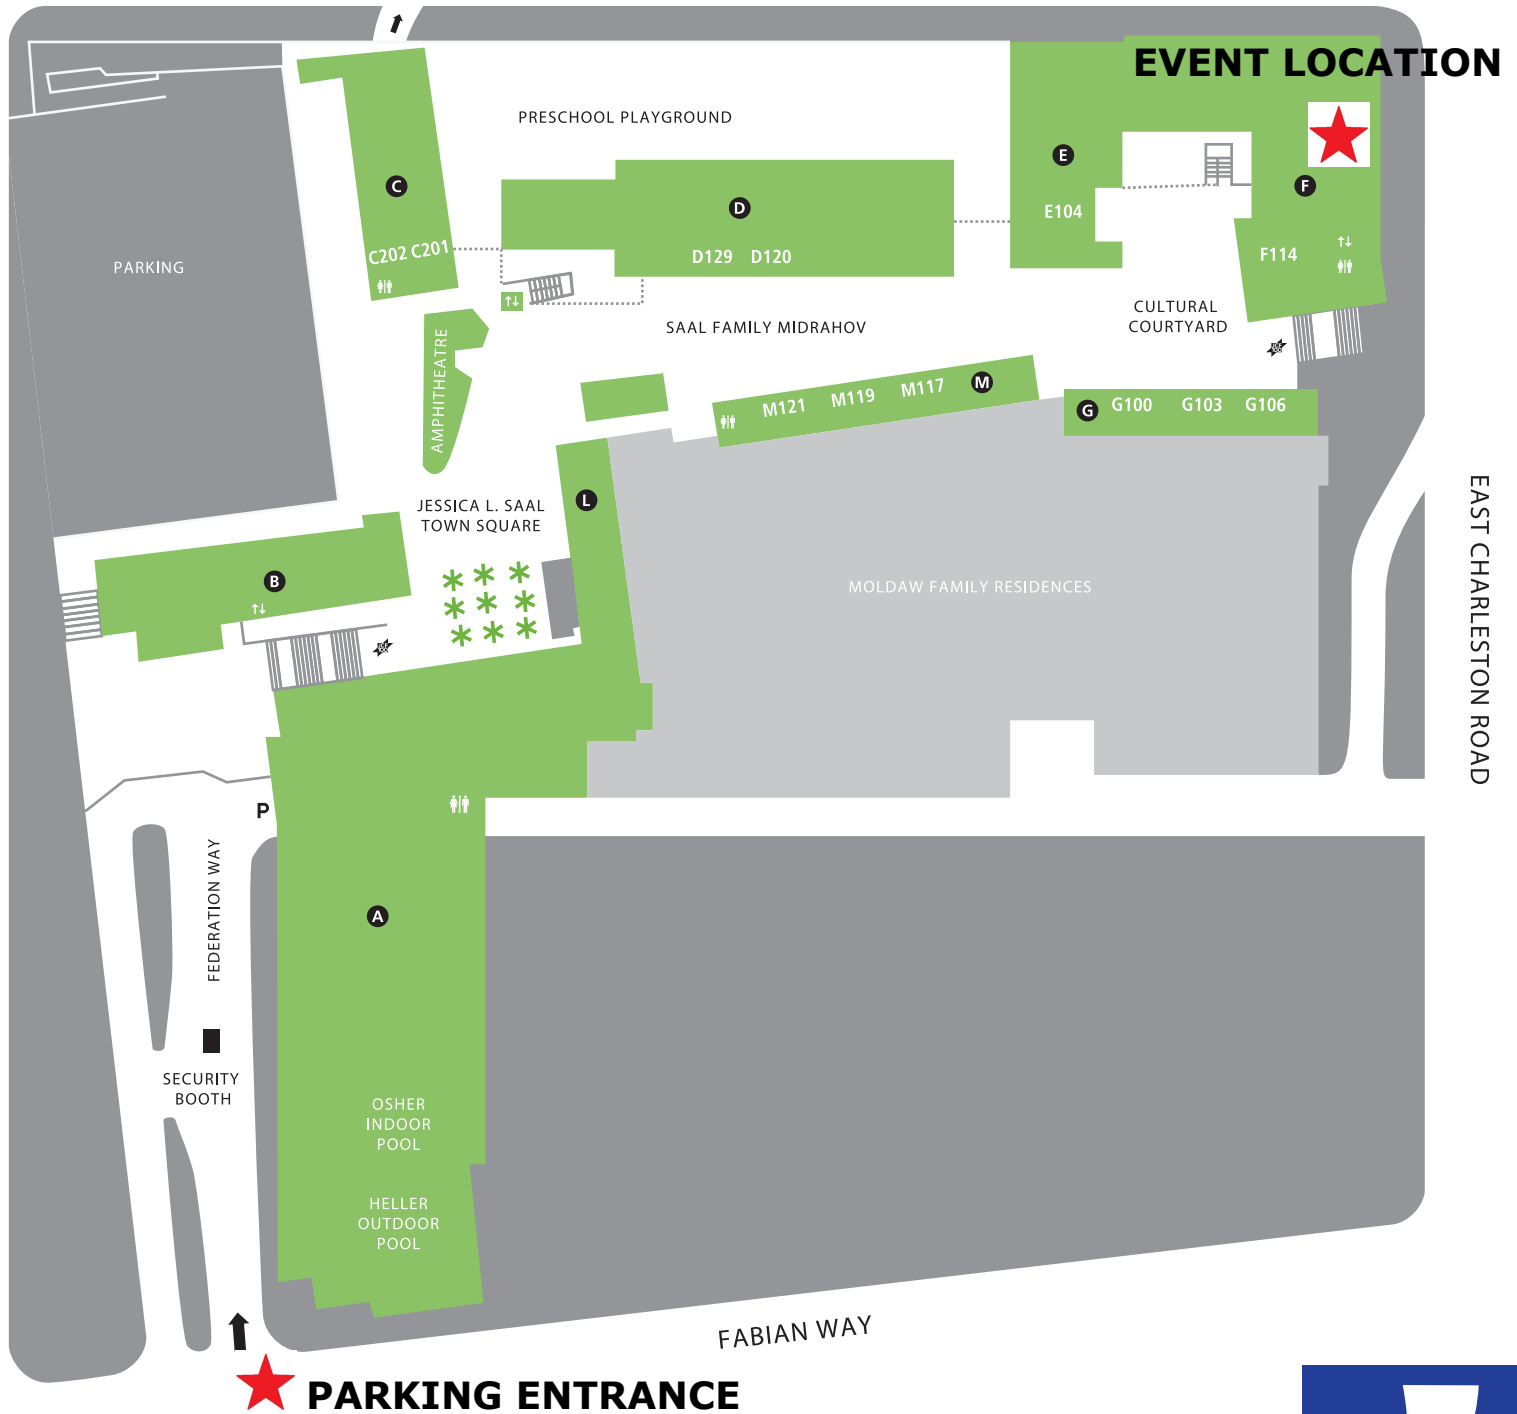 EVENT LOCATION
PRESCHOOL PLAYGROUND
E
C
F
D
E104
C202 C201
D129 D120
F114
PARKING
CULTURAL
COURTYARD
SAAL FAMILY MIDRAHOV
AMPHITHEATRE
M121 M119 M117 M
G G100 G103 G106
L
JESSICA L. SAAL
TOWN SQUARE
B
MOLDAW FAMILY RESIDENCES
EAST CHARLESTON ROAD
P
FEDERATION WAY
A
SECURITY
BOOTH
OSHER
INDOOR
POOL
HELLER
OUTDOOR
POOL
FABIAN WAY
PARKING ENTRANCE